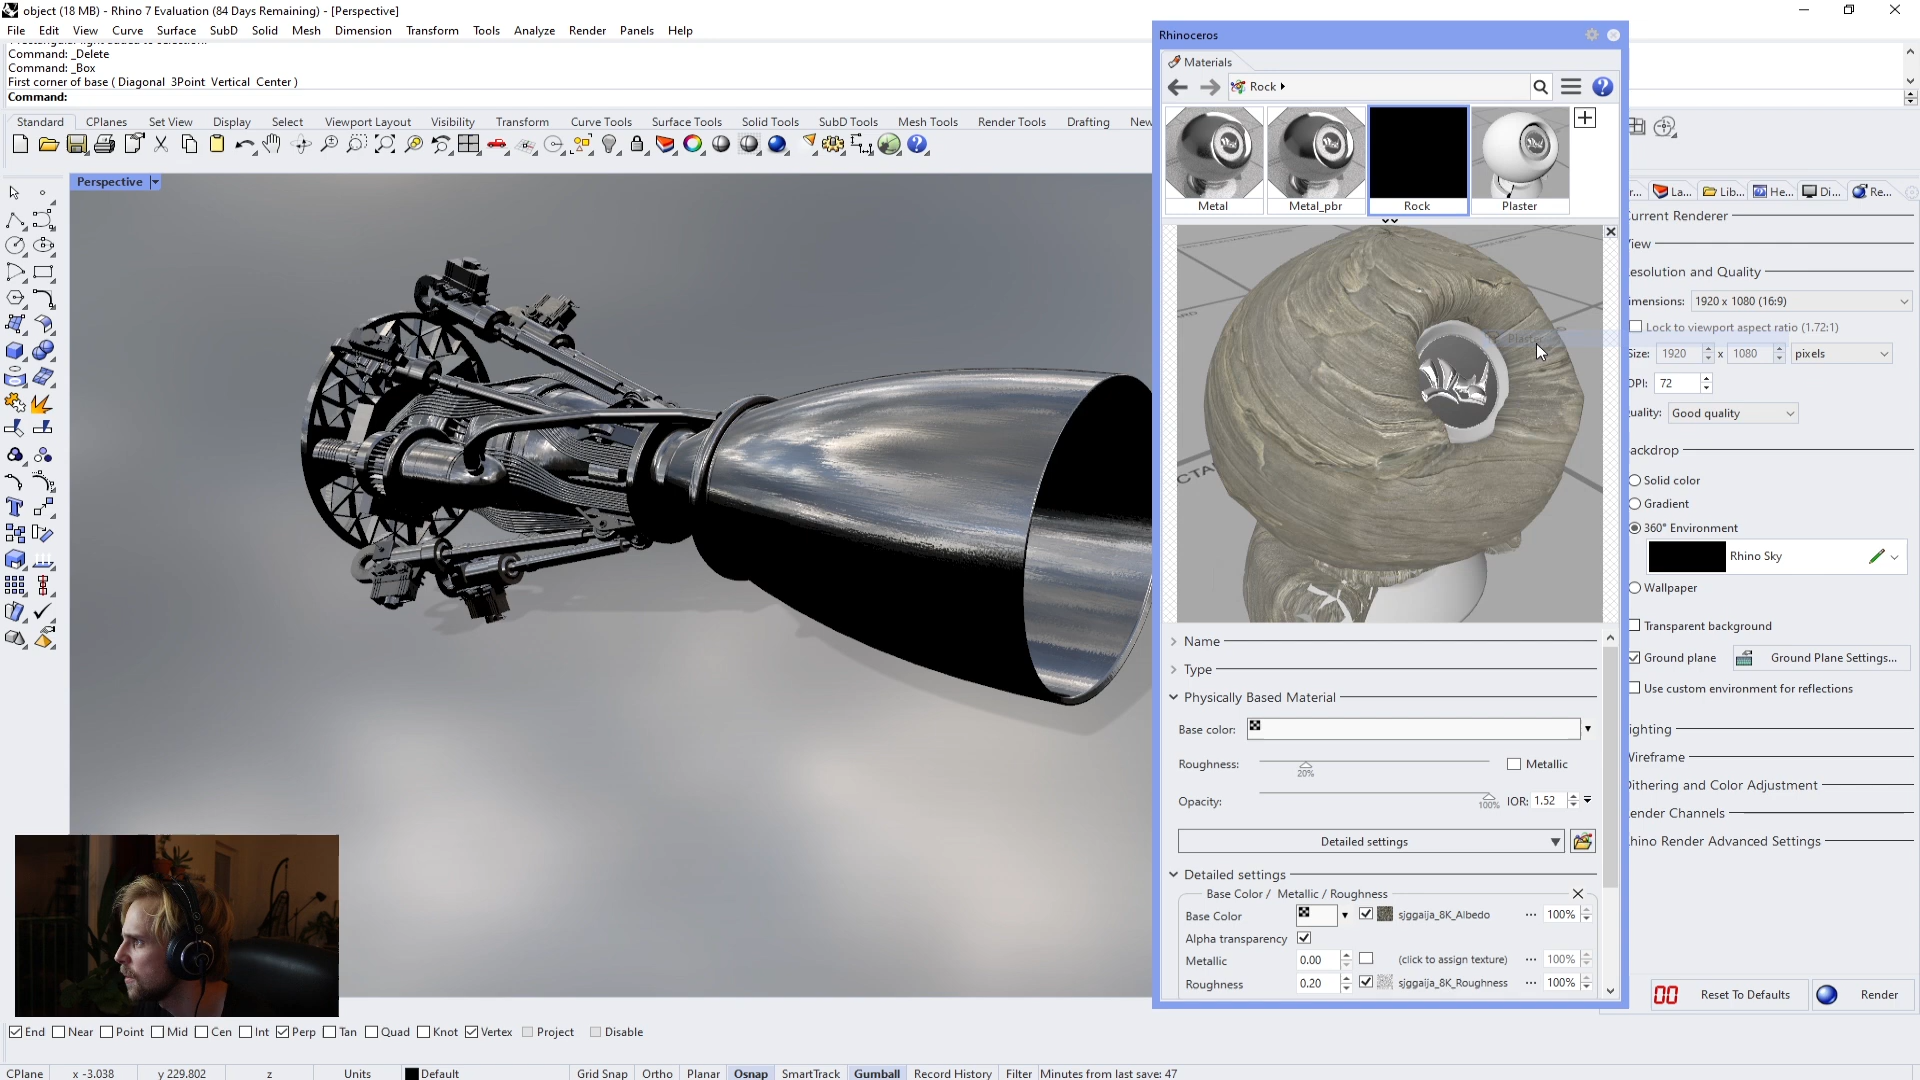 object (18 MB) - Rhino 7 Evaluation (84 Days Remaining) - [Perspective]
File Edit View Curve Surface SubD Solid Mesh Dimension Transform Tools Analyze Render Panels Help
Command: _Delete
Command: _Box
First corner of base ( Diagonal 3Point Vertical Center )
Command:
Standard CPlanes Set View Display Select Viewport Layout Visibility Transform Curve Tools Surface Tools Solid Tools SubD Tools Mesh Tools Render Tools Drafting New
Perspective
Rhinoceros
Materials
Rock
Metal Metal_pbr Rock Plaster
Plaster
Name
Type
Physically Based Material
Base color:
Roughness: 20% Metallic
Opacity: 100% IOR: 1.52
Detailed settings
Detailed settings
Base Color / Metallic / Roughness
Base Color sjggaija_8K_Albedo ... 100%
Alpha transparency
Metallic 0.00 (click to assign texture) ... 100%
Roughness 0.20 sjggaija_8K_Roughness ... 100%
r... La... Lib... He... Di... Re...
urrent Renderer
iew
esolution and Quality
imensions: 1920 x 1080 (16:9)
Lock to viewport aspect ratio (1.72:1)
Size: 1920 x 1080 pixels
DPI: 72
uality: Good quality
ackdrop
Solid color
Gradient
360° Environment
Rhino Sky
Wallpaper
Transparent background
Ground plane Ground Plane Settings...
Use custom environment for reflections
ighting
Wireframe
Dithering and Color Adjustment
ender Channels
hino Render Advanced Settings
Reset To Defaults Render
End Near Point Mid Cen Int Perp Tan Quad Knot Vertex Project Disable
CPlane x -3.038 y 229.802 z Units Default Grid Snap Ortho Planar Osnap SmartTrack Gumball Record History Filter Minutes from last save: 47